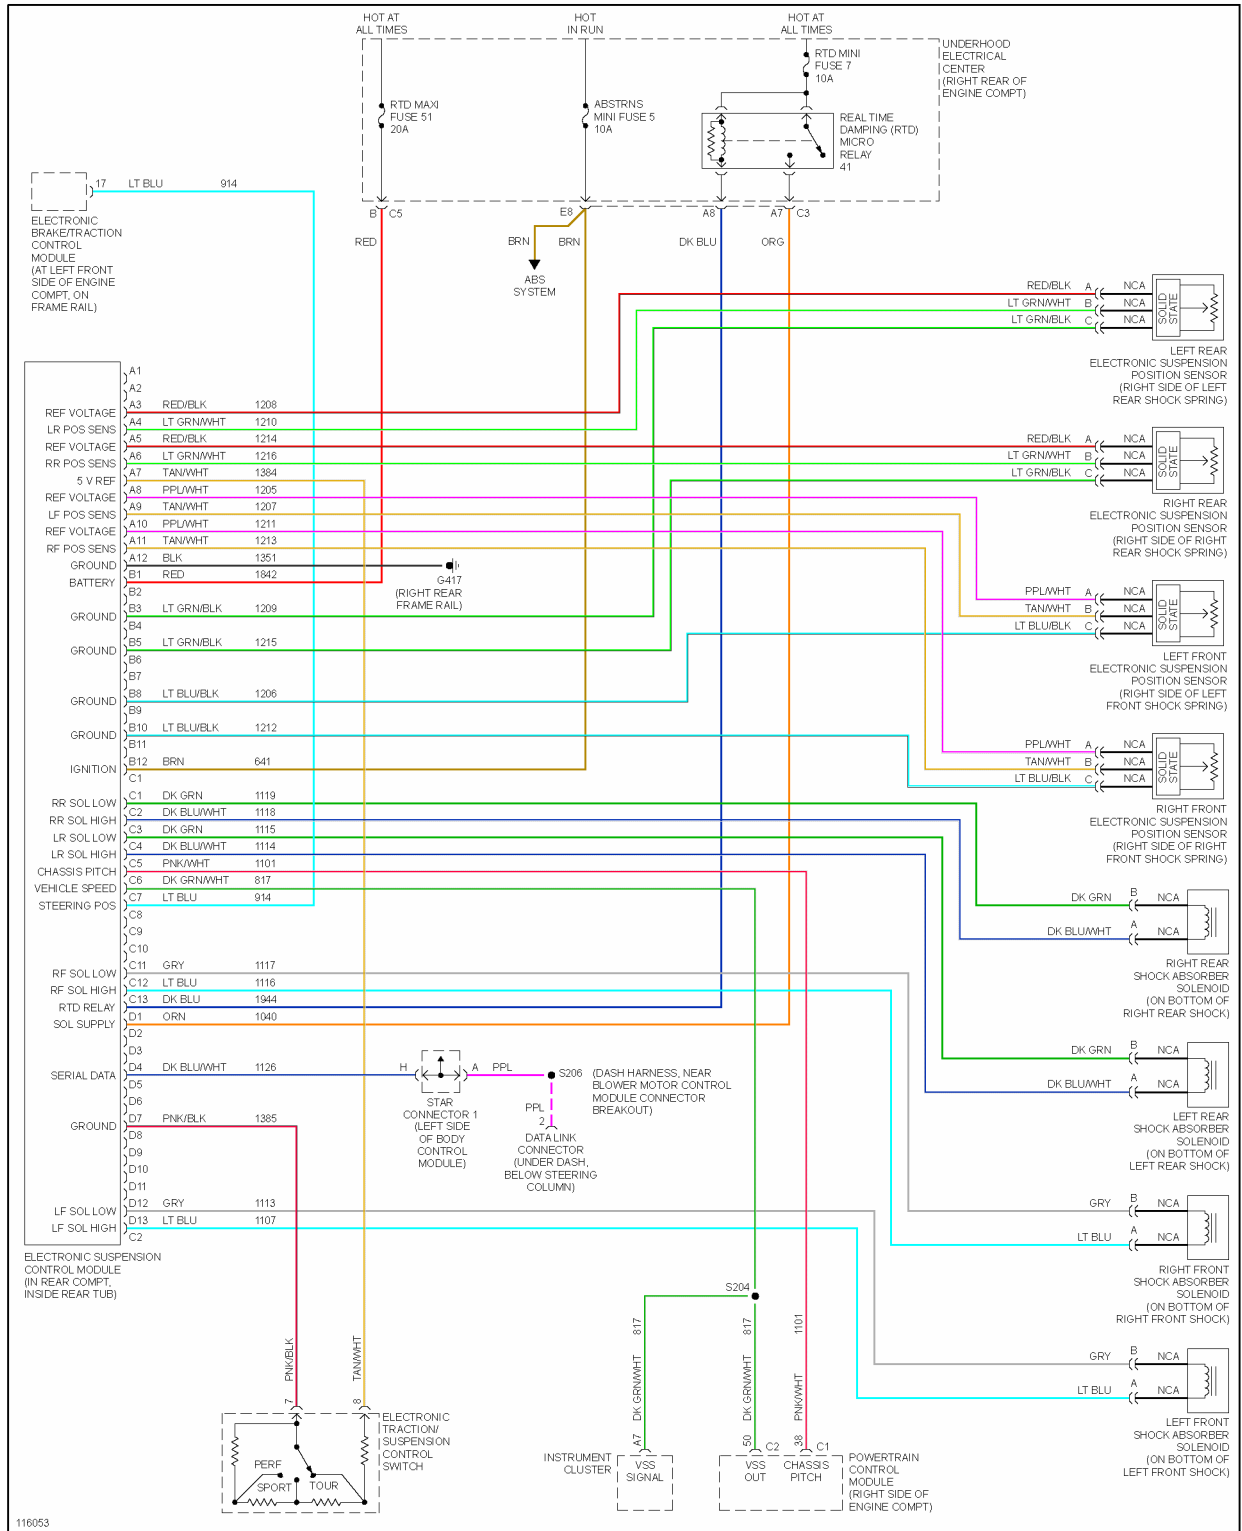 HOT AT
ALL TIMES
HOT
IN RUN
HOT AT
ALL TIMES
UNDERHOOD
ELECTRICAL
CENTER
(RIGHT REAR OF
ENGINE COMPT)
RTD MINI
FUSE 7
10A
RTD MAXI
FUSE 51
20A
ABSTRNS
MINI FUSE 5
10A
REAL TIME
DAMPING (RTD)
MICRO
RELAY
41
17 LT BLU 914
ELECTRONIC
BRAKE/TRACTION
CONTROL
MODULE
(AT LEFT FRONT
SIDE OF ENGINE
COMPT, ON
FRAME RAIL)
B C5 E8 A8 A7 C3
RED BRN BRN DK BLU ORG
ABS
SYSTEM
RED/BLK A NCA
LT GRN/WHT B NCA
LT GRN/BLK C NCA
SOLID
STATE
LEFT REAR
ELECTRONIC SUSPENSION
POSITION SENSOR
(RIGHT SIDE OF LEFT
REAR SHOCK SPRING)
RED/BLK A NCA
LT GRN/WHT B NCA
LT GRN/BLK C NCA
SOLID
STATE
RIGHT REAR
ELECTRONIC SUSPENSION
POSITION SENSOR
(RIGHT SIDE OF RIGHT
REAR SHOCK SPRING)
PPL/WHT A NCA
TAN/WHT B NCA
LT BLU/BLK C NCA
SOLID
STATE
LEFT FRONT
ELECTRONIC SUSPENSION
POSITION SENSOR
(RIGHT SIDE OF LEFT
FRONT SHOCK SPRING)
PPL/WHT A NCA
TAN/WHT B NCA
LT BLU/BLK C NCA
SOLID
STATE
RIGHT FRONT
ELECTRONIC SUSPENSION
POSITION SENSOR
(RIGHT SIDE OF RIGHT
FRONT SHOCK SPRING)
DK GRN B NCA
DK BLU/WHT A NCA
RIGHT REAR
SHOCK ABSORBER
SOLENOID
(ON BOTTOM OF
RIGHT REAR SHOCK)
DK GRN B NCA
DK BLU/WHT A NCA
LEFT REAR
SHOCK ABSORBER
SOLENOID
(ON BOTTOM OF
LEFT REAR SHOCK)
GRY B NCA
LT BLU A NCA
RIGHT FRONT
SHOCK ABSORBER
SOLENOID
(ON BOTTOM OF
RIGHT FRONT SHOCK)
GRY B NCA
LT BLU A NCA
LEFT FRONT
SHOCK ABSORBER
SOLENOID
(ON BOTTOM OF
LEFT FRONT SHOCK)
A1
A2
REF VOLTAGE A3 RED/BLK 1208
LR POS SENS A4 LT GRN/WHT 1210
REF VOLTAGE A5 RED/BLK 1214
RR POS SENS A6 LT GRN/WHT 1216
5 V REF A7 TAN/WHT 1384
REF VOLTAGE A8 PPL/WHT 1205
LF POS SENS A9 TAN/WHT 1207
REF VOLTAGE A10 PPL/WHT 1211
RF POS SENS A11 TAN/WHT 1213
GROUND A12 BLK 1351
BATTERY B1 RED 1842
B2
GROUND B3 LT GRN/BLK 1209
B4
GROUND B5 LT GRN/BLK 1215
B6
B7
GROUND B8 LT BLU/BLK 1206
B9
GROUND B10 LT BLU/BLK 1212
B11
IGNITION B12 BRN 641
C1
RR SOL LOW C1 DK GRN 1119
RR SOL HIGH C2 DK BLU/WHT 1118
LR SOL LOW C3 DK GRN 1115
LR SOL HIGH C4 DK BLU/WHT 1114
CHASSIS PITCH C5 PNK/WHT 1101
VEHICLE SPEED C6 DK GRN/WHT 817
STEERING POS C7 LT BLU 914
C8
C9
C10
RF SOL LOW C11 GRY 1117
RF SOL HIGH C12 LT BLU 1116
RTD RELAY C13 DK BLU 1944
SOL SUPPLY D1 ORN 1040
D2
D3
SERIAL DATA D4 DK BLU/WHT 1126
D5
D6
GROUND D7 PNK/BLK 1385
D8
D9
D10
D11
LF SOL LOW D12 GRY 1113
LF SOL HIGH D13 LT BLU 1107
C2
ELECTRONIC SUSPENSION
CONTROL MODULE
(IN REAR COMPT,
INSIDE REAR TUB)
G417
(RIGHT REAR
FRAME RAIL)
H A PPL
STAR
CONNECTOR 1
(LEFT SIDE
OF BODY
CONTROL
MODULE)
S206 (DASH HARNESS, NEAR
BLOWER MOTOR CONTROL
MODULE CONNECTOR
BREAKOUT)
PPL
2
DATA LINK
CONNECTOR
(UNDER DASH,
BELOW STEERING
COLUMN)
S204
817 817 1101
DK GRN/WHT DK GRN/WHT PNK/WHT
A7 50 C2 38 C1
INSTRUMENT
CLUSTER
VSS
SIGNAL
VSS
OUT
CHASSIS
PITCH
POWERTRAIN
CONTROL
MODULE
(RIGHT SIDE OF
ENGINE COMPT)
PNK/BLK TAN/WHT
7 8
ELECTRONIC
TRACTION/
SUSPENSION
CONTROL
SWITCH
PERF
SPORT TOUR
116053